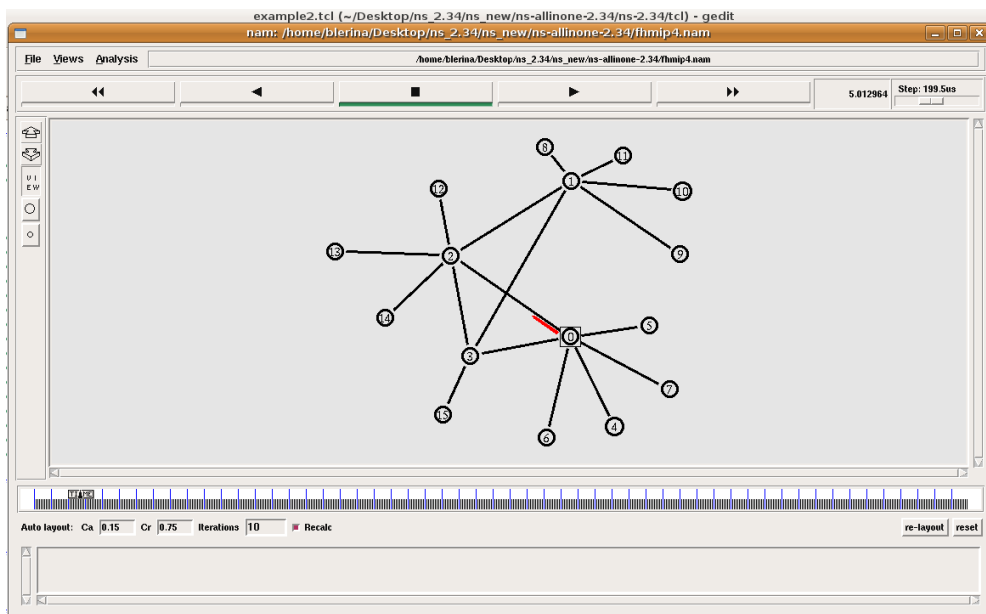 example2.tcl (~/Desktop/ns_2.34/ns_new/ns-allinone-2.34/ns-2.34/tcl) - gedit
nam: /home/blerina/Desktop/ns_2.34/ns_new/ns-allinone-2.34/fhmip4.nam
File Views Analysis /home/blerina/Desktop/ns_2.34/ns_new/ns-allinone-2.34/fhmip4.nam
5.012964 Step: 199.5us
VIEW
8
11
1
10
12
13
2
9
14
5
0
3
7
15
4
6
TIME
Auto layout: Ca 0.15 Cr 0.75 Iterations 10 Recalc re-layout reset